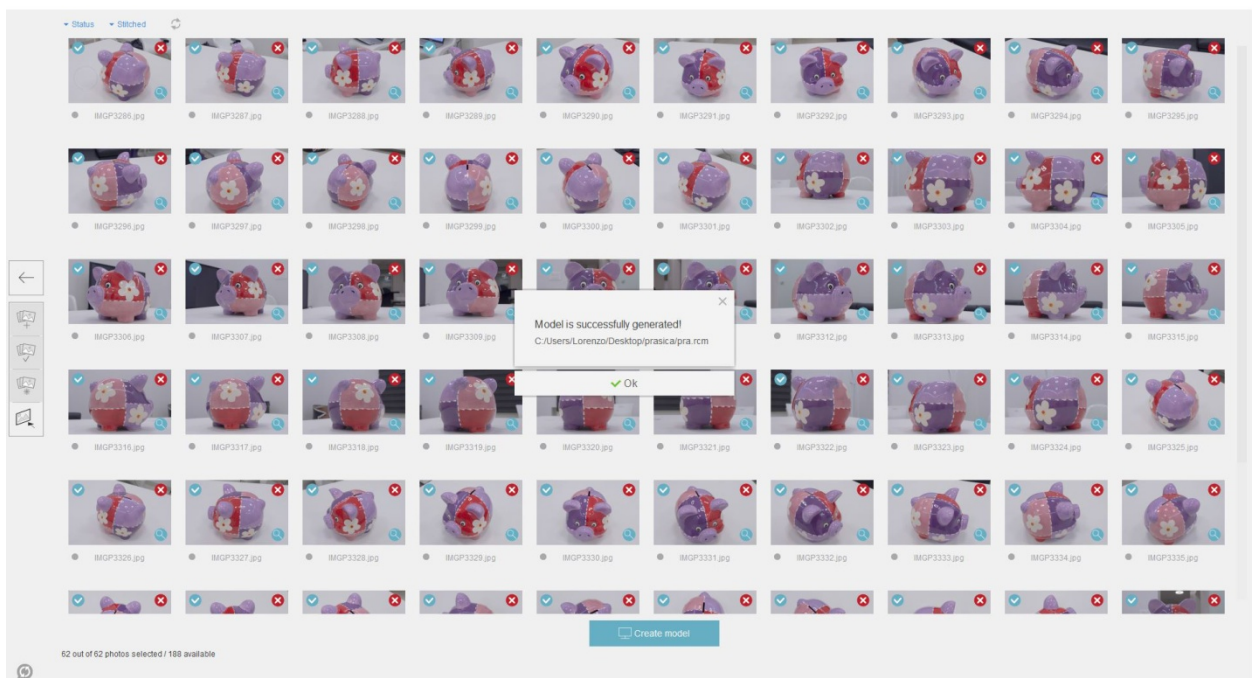 Status Stitched
IMGP3286.jpg IMGP3287.jpg IMGP3288.jpg IMGP3289.jpg IMGP3290.jpg IMGP3291.jpg IMGP3292.jpg IMGP3293.jpg IMGP3294.jpg IMGP3295.jpg
IMGP3296.jpg IMGP3297.jpg IMGP3298.jpg IMGP3299.jpg IMGP3300.jpg IMGP3301.jpg IMGP3302.jpg IMGP3303.jpg IMGP3304.jpg IMGP3305.jpg
IMGP3306.jpg IMGP3307.jpg IMGP3308.jpg IMGP3309.jpg IMGP3312.jpg IMGP3313.jpg IMGP3314.jpg IMGP3315.jpg
Model is successfully generated!
C:/Users/Lorenzo/Desktop/prasica/pra.rcm
Ok
IMGP3316.jpg IMGP3317.jpg IMGP3318.jpg IMGP3319.jpg IMGP3320.jpg IMGP3321.jpg IMGP3322.jpg IMGP3323.jpg IMGP3324.jpg IMGP3325.jpg
IMGP3326.jpg IMGP3327.jpg IMGP3328.jpg IMGP3329.jpg IMGP3330.jpg IMGP3331.jpg IMGP3332.jpg IMGP3333.jpg IMGP3334.jpg IMGP3335.jpg
Create model
62 out of 62 photos selected / 188 available